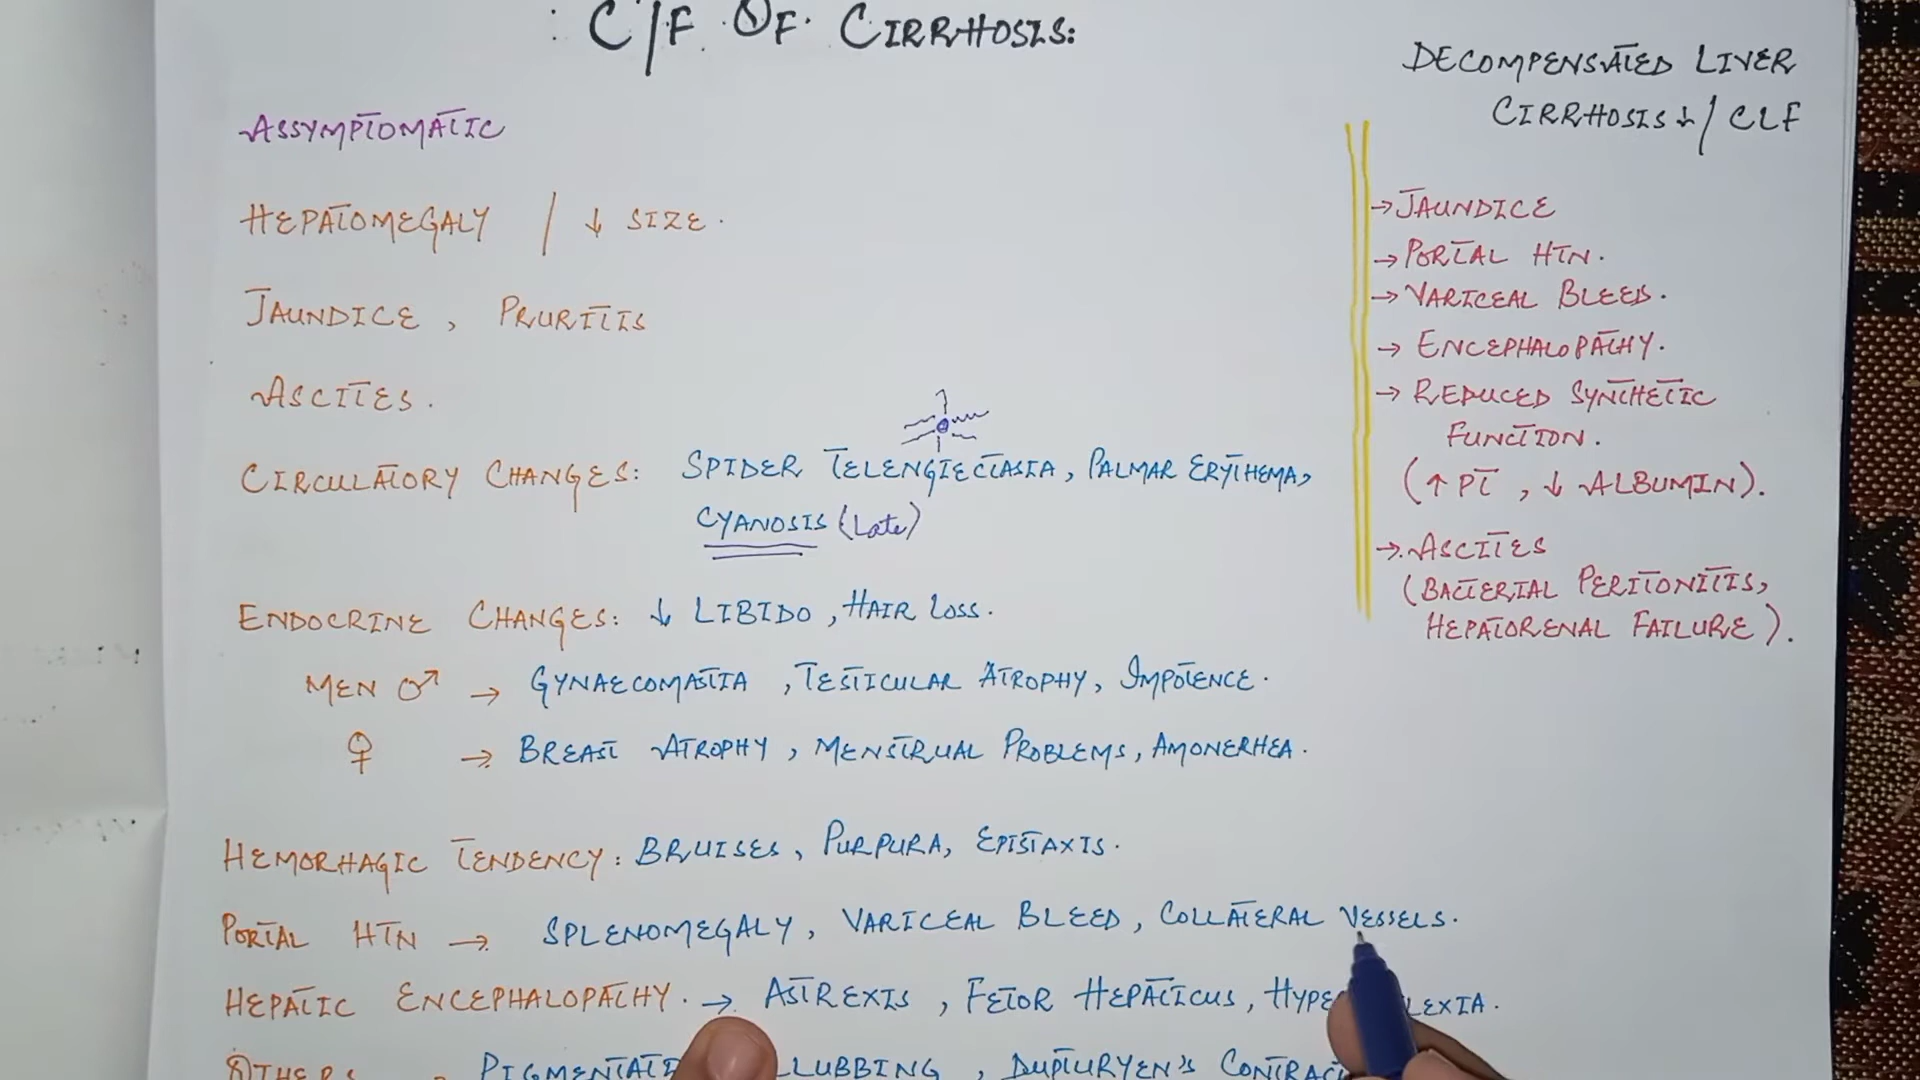 : C/F. OF. CIRRHOSIS:
ASSYMPTOMATIC
HEPATOMEGALY / ↓ SIZE.
JAUNDICE, PRURITIS
ASCITES.
CIRCULATORY CHANGES: SPIDER TELENGIECTASIA, PALMAR ERYTHEMA,
CYANOSIS (Late)
ENDOCRINE CHANGES: ↓ LIBIDO, HAIR LOSS.
MEN ♂ → GYNAECOMASTIA, TESTICULAR ATROPHY, IMPOTENCE.
♀ → BREAST ATROPHY, MENSTRUAL PROBLEMS, AMONERHEA.
HEMORHAGIC TENDENCY: BRUISES, PURPURA, EPISTAXIS.
PORTAL HTN → SPLENOMEGALY, VARICEAL BLEED, COLLATERAL VESSELS.
HEPATIC ENCEPHALOPATHY. → ASTREXIS, FETOR HEPATICUS,
OTHERS DUPTURYEN'S
DECOMPENSATED LIVER
CIRRHOSIS ↓ / CLF
→ JAUNDICE
→ PORTAL HTN.
→ VARICEAL BLEED.
→ ENCEPHALOPATHY.
→ REDUCED SYNTHETIC
FUNCTION.
(↑ PT, ↓ ALBUMIN).
→ ASCITES
(BACTERIAL PERITONITIS,
HEPATORENAL FAILURE).